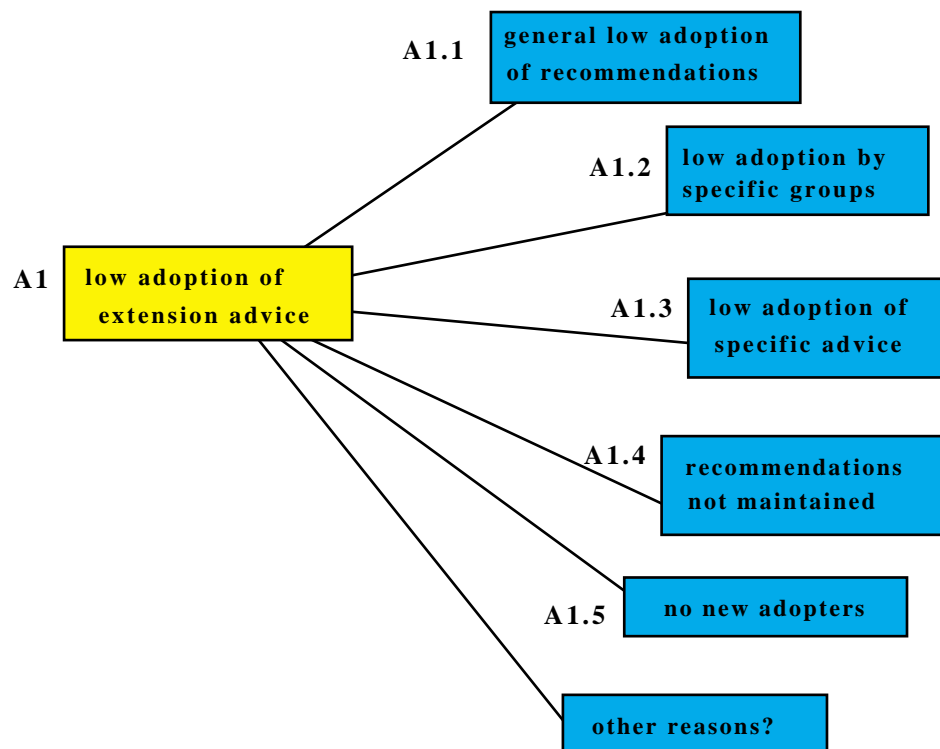 A1.1
general low adoption
of recommendations
A1.2
low adoption by
specific groups
A1
low adoption of
extension advice
A1.3
low adoption of
specific advice
A1.4
recommendations
not maintained
A1.5
no new adopters
other reasons?